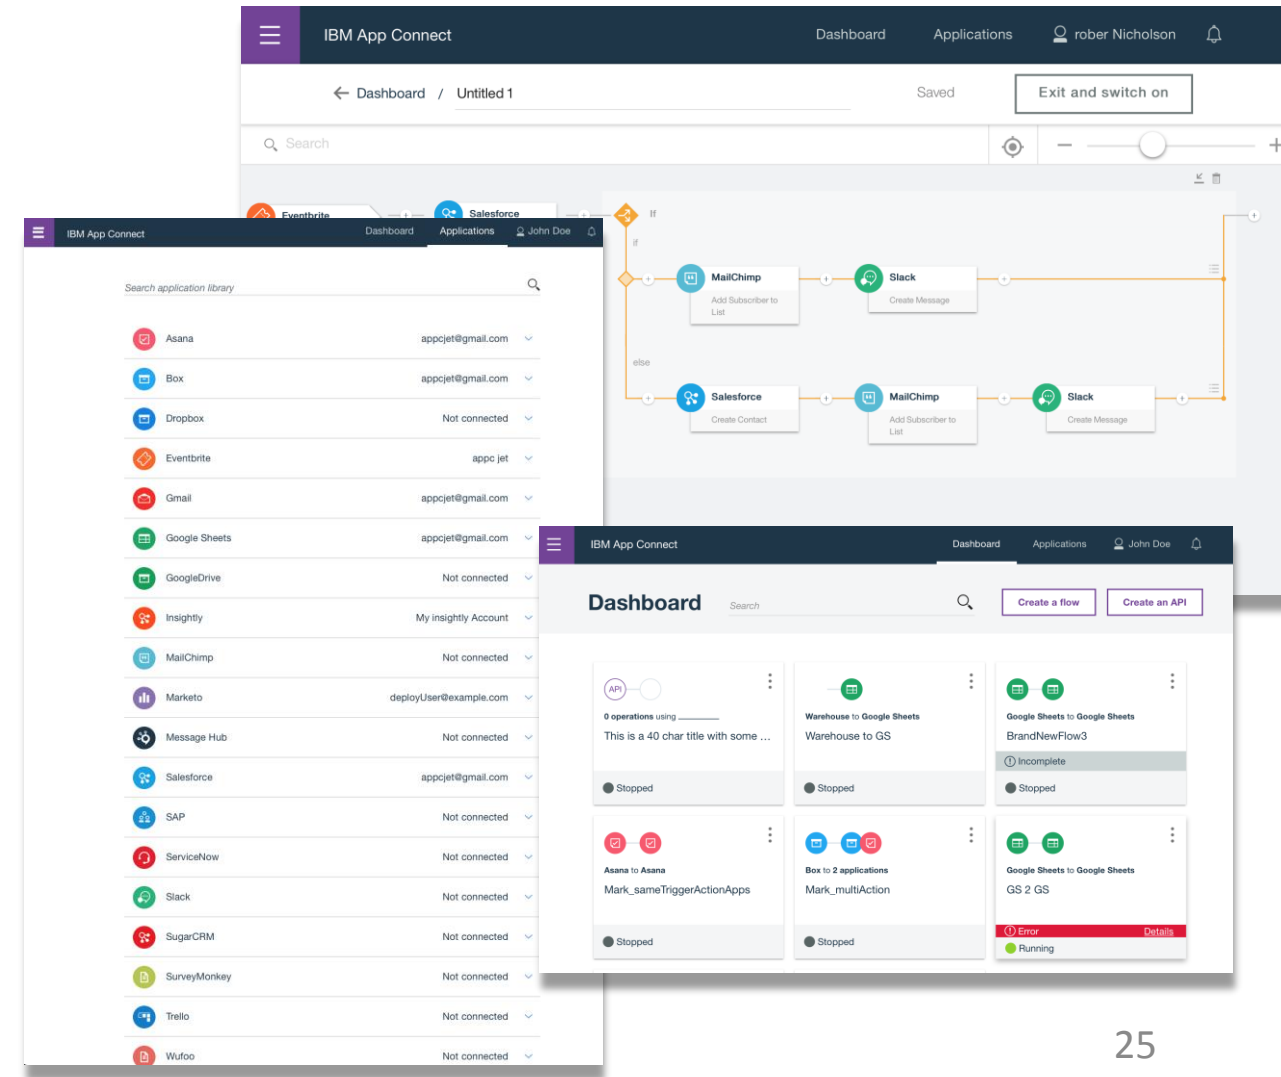 IBM App Connect
Dashboard
Applications
rober Nicholson
Dashboard / Untitled 1
Saved
Exit and switch on
Search
Eventbrite
Salesforce
If
if
MailChimp
Add Subscriber to
List
Slack
Create Message
else
Salesforce
Create Contact
MailChimp
Add Subscriber to
List
Slack
Create Message
IBM App Connect
Dashboard
Applications
John Doe
Search application library
Asana appcjet@gmail.com
Box appcjet@gmail.com
Dropbox Not connected
Eventbrite appc jet
Gmail appcjet@gmail.com
Google Sheets appcjet@gmail.com
GoogleDrive Not connected
Insightly My insightly Account
MailChimp Not connected
Marketo deployUser@example.com
Message Hub Not connected
Salesforce appcjet@gmail.com
SAP Not connected
ServiceNow Not connected
Slack Not connected
SugarCRM Not connected
SurveyMonkey Not connected
Trello Not connected
Wufoo Not connected
IBM App Connect
Dashboard
Applications
John Doe
Dashboard
Search
Create a flow
Create an API
API
0 operations using ________
This is a 40 char title with some ...
Stopped
Warehouse to Google Sheets
Warehouse to GS
Stopped
Google Sheets to Google Sheets
BrandNewFlow3
Incomplete
Stopped
Asana to Asana
Mark_sameTriggerActionApps
Stopped
Box to 2 applications
Mark_multiAction
Stopped
Google Sheets to Google Sheets
GS 2 GS
Error Details
Running
25